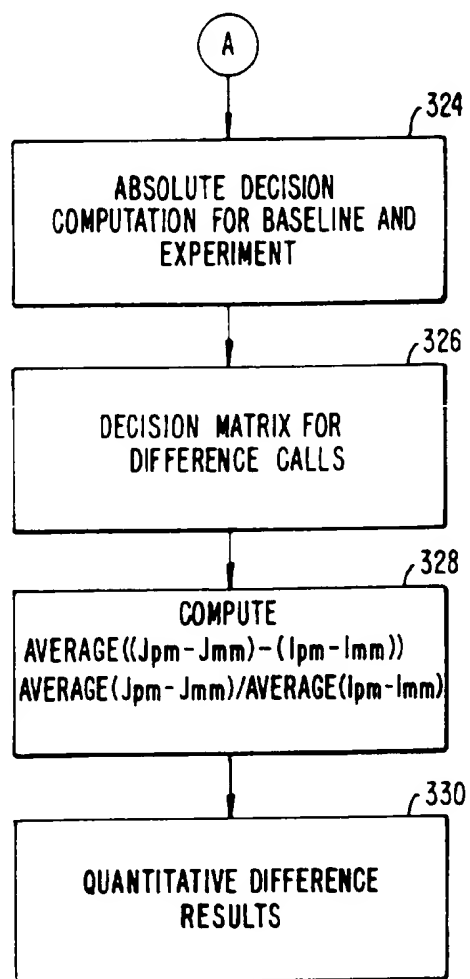 A
324
ABSOLUTE DECISION
COMPUTATION FOR BASELINE AND
EXPERIMENT
326
DECISION MATRIX FOR
DIFFERENCE CALLS
328
COMPUTE
AVERAGE((Jpm-Jmm)-(Ipm-Imm))
AVERAGE(Jpm-Jmm)/AVERAGE(Ipm-Imm)
330
QUANTITATIVE DIFFERENCE
RESULTS